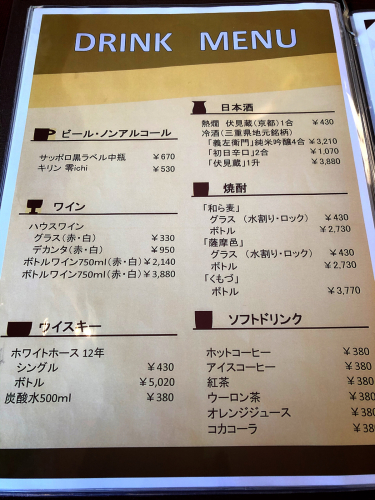 DRINK MENU
ビール・ノンアルコール
サッポロ黒ラベル中瓶 ￥670
キリン 零ichi ￥530
ワイン
ハウスワイン
グラス(赤・白) ￥330
デカンタ(赤・白) ￥950
ボトルワイン750ml(赤・白) ￥2,140
ボトルワイン750ml(赤・白) ￥3,880
ウイスキー
ホワイトホース 12年
シングル ￥430
ボトル ￥5,020
炭酸水500ml ￥380
日本酒
熱燗 伏見蔵(京都)1合 ￥430
冷酒(三重県地元銘柄)
「義左衛門」純米吟醸4合 ￥3,210
「初日辛口」2合 ￥1,070
「伏見蔵」1升 ￥3,880
焼酎
「和ら麦」
グラス (水割り・ロック) ￥430
ボトル ￥2,730
「薩摩邑」
グラス (水割り・ロック) ￥430
ボトル ￥2,730
「くもづ」
ボトル ￥3,770
ソフトドリンク
ホットコーヒー ￥380
アイスコーヒー ￥380
紅茶 ￥380
ウーロン茶 ￥380
オレンジジュース ￥380
コカコーラ ￥380